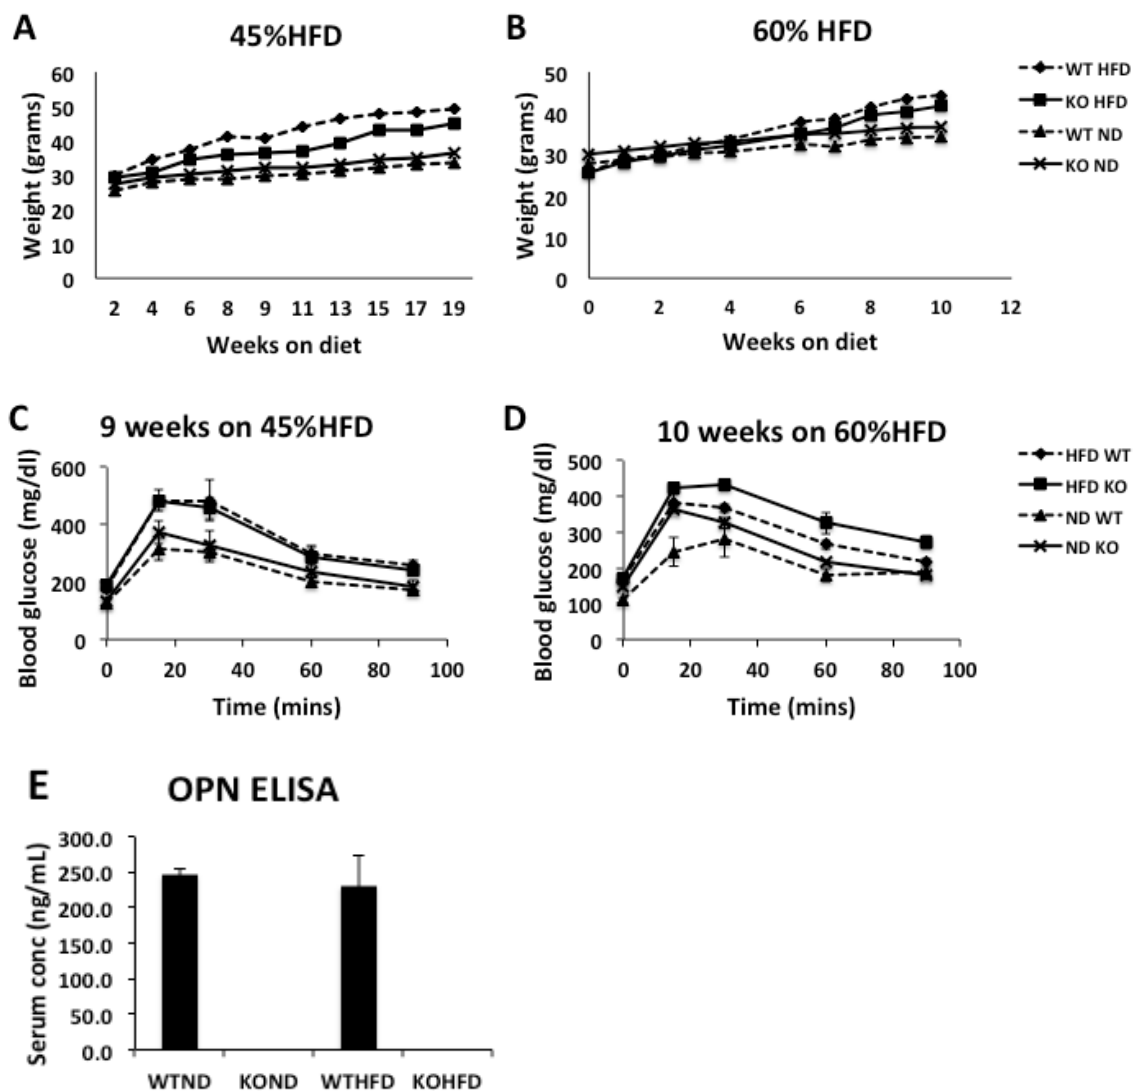 A
45%HFD
Weight (grams)
60
50
40
30
20
10
0
2 4 6 8 9 11 13 15 17 19
Weeks on diet
B
60% HFD
Weight (grams)
50
40
30
20
10
0
0 2 4 6 8 10 12
Weeks on diet
WT HFD
KO HFD
WT ND
KO ND
C
9 weeks on 45%HFD
Blood glucose (mg/dl)
600
400
200
0
0 20 40 60 80 100
Time (mins)
D
10 weeks on 60%HFD
Blood glucose (mg/dl)
500
400
300
200
100
0
0 20 40 60 80 100
Time (mins)
HFD WT
HFD KO
ND WT
ND KO
E
OPN ELISA
Serum conc (ng/mL)
300.0
250.0
200.0
150.0
100.0
50.0
0.0
WTND KOND WTHFD KOHFD